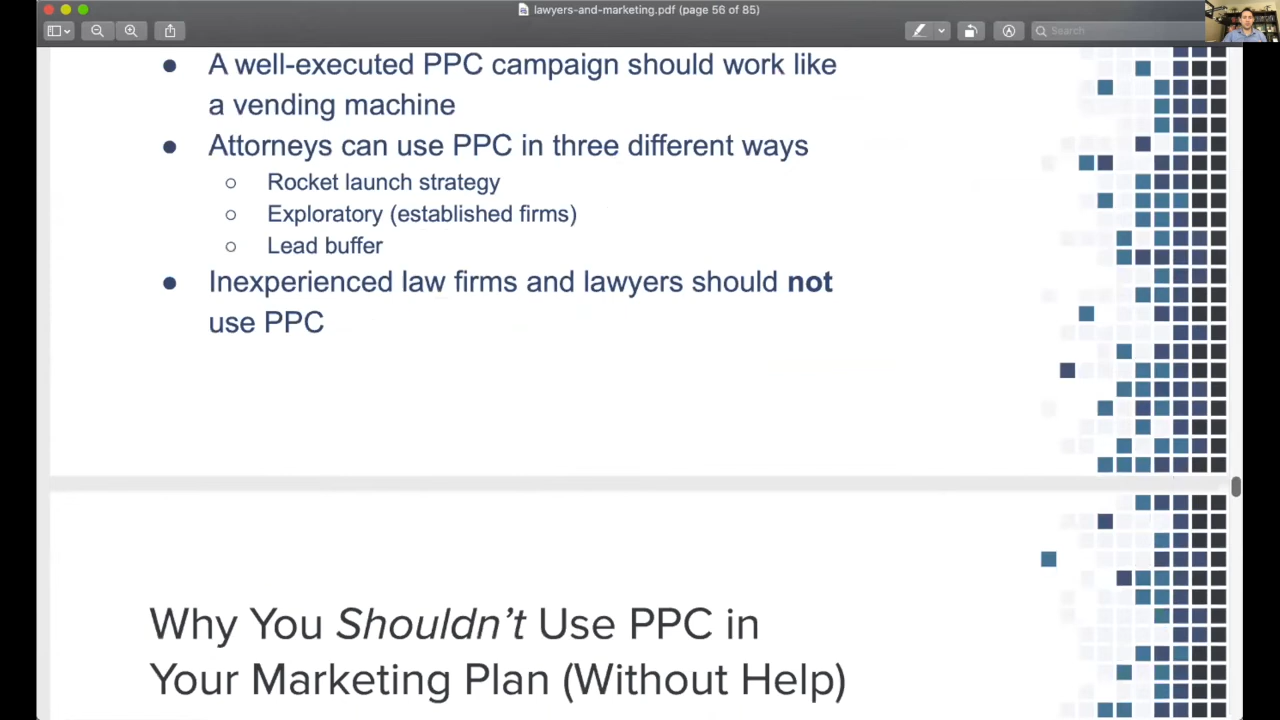 lawyers-and-marketing.pdf (page 56 of 85)
Search
● A well-executed PPC campaign should work like
a vending machine
● Attorneys can use PPC in three different ways
○ Rocket launch strategy
○ Exploratory (established firms)
○ Lead buffer
● Inexperienced law firms and lawyers should not
use PPC
Why You Shouldn't Use PPC in
Your Marketing Plan (Without Help)